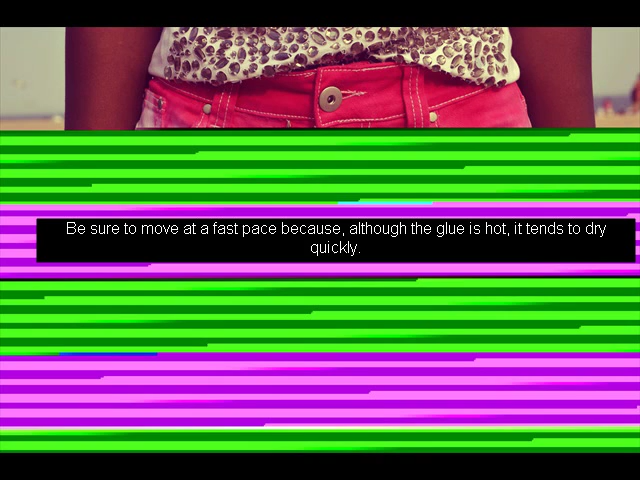 Be sure to move at a fast pace because, although the glue is hot, it tends to dry
quickly.